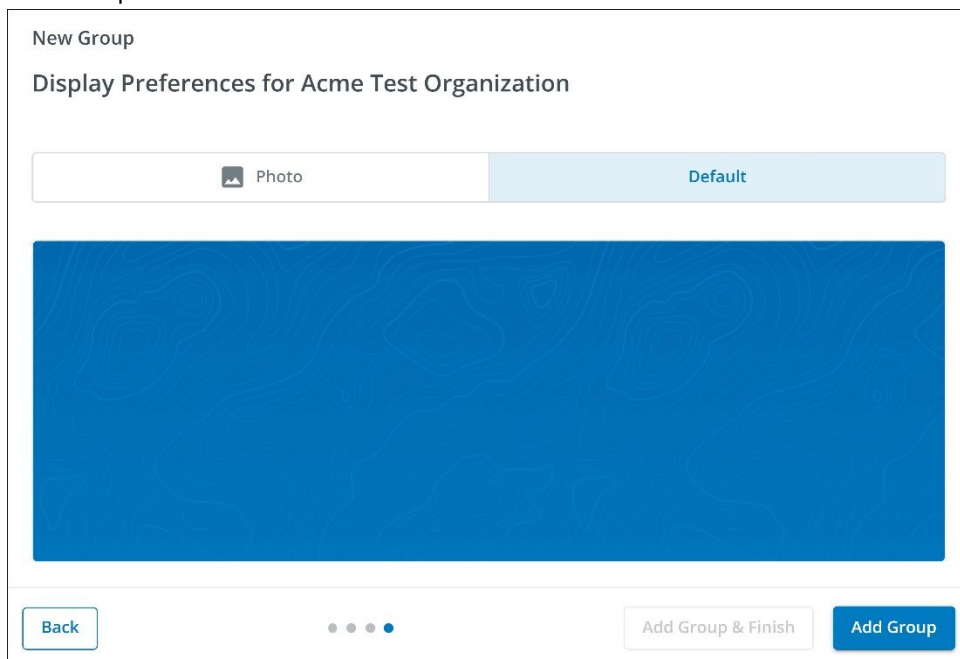 New Group
Display Preferences for Acme Test Organization
Photo Default
Back Add Group & Finish Add Group